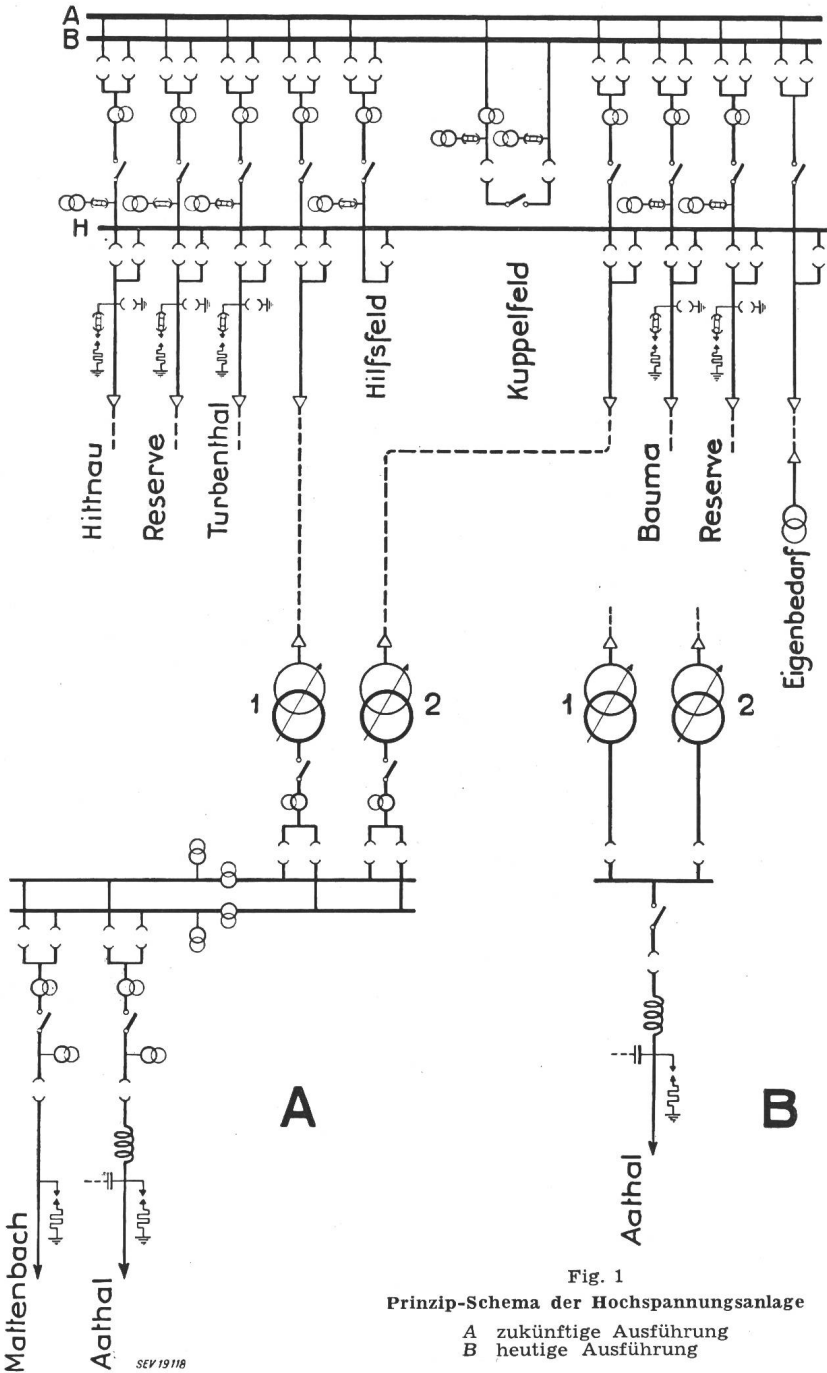 A
B
H
Hittnau
Reserve
Turbenthal
Hilfsfeld
Kuppelfeld
Bauma
Reserve
Eigenbedarf
1
2
1
2
A
B
Mattenbach
Aathal
Aathal
SEV 19118
Fig. 1
Prinzip-Schema der Hochspannungsanlage
A zukünftige Ausführung
B heutige Ausführung